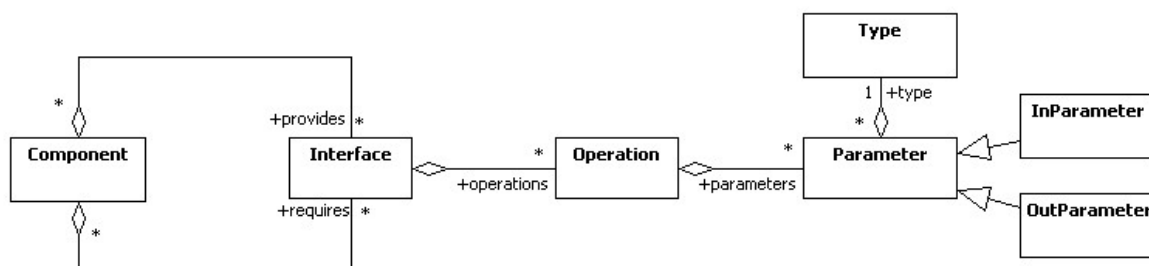 Type
1 +type
*
InParameter
*
+provides *
Component
Interface
*
Operation
*
Parameter
+operations
+parameters
+requires *
*
OutParameter